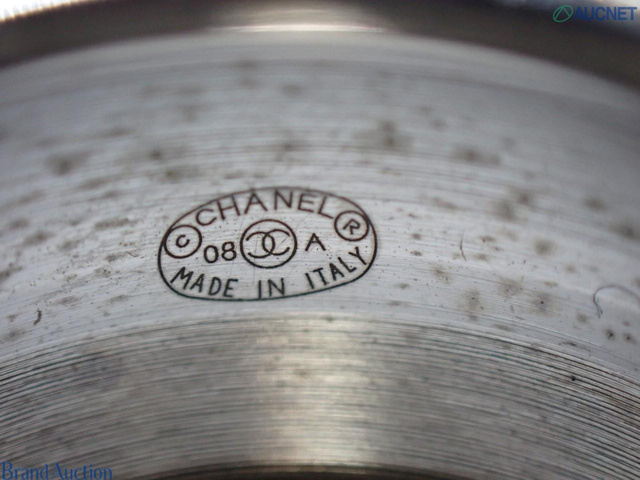 AUCNET
CHANEL
© 08 A ®
MADE IN ITALY
Brand Auction